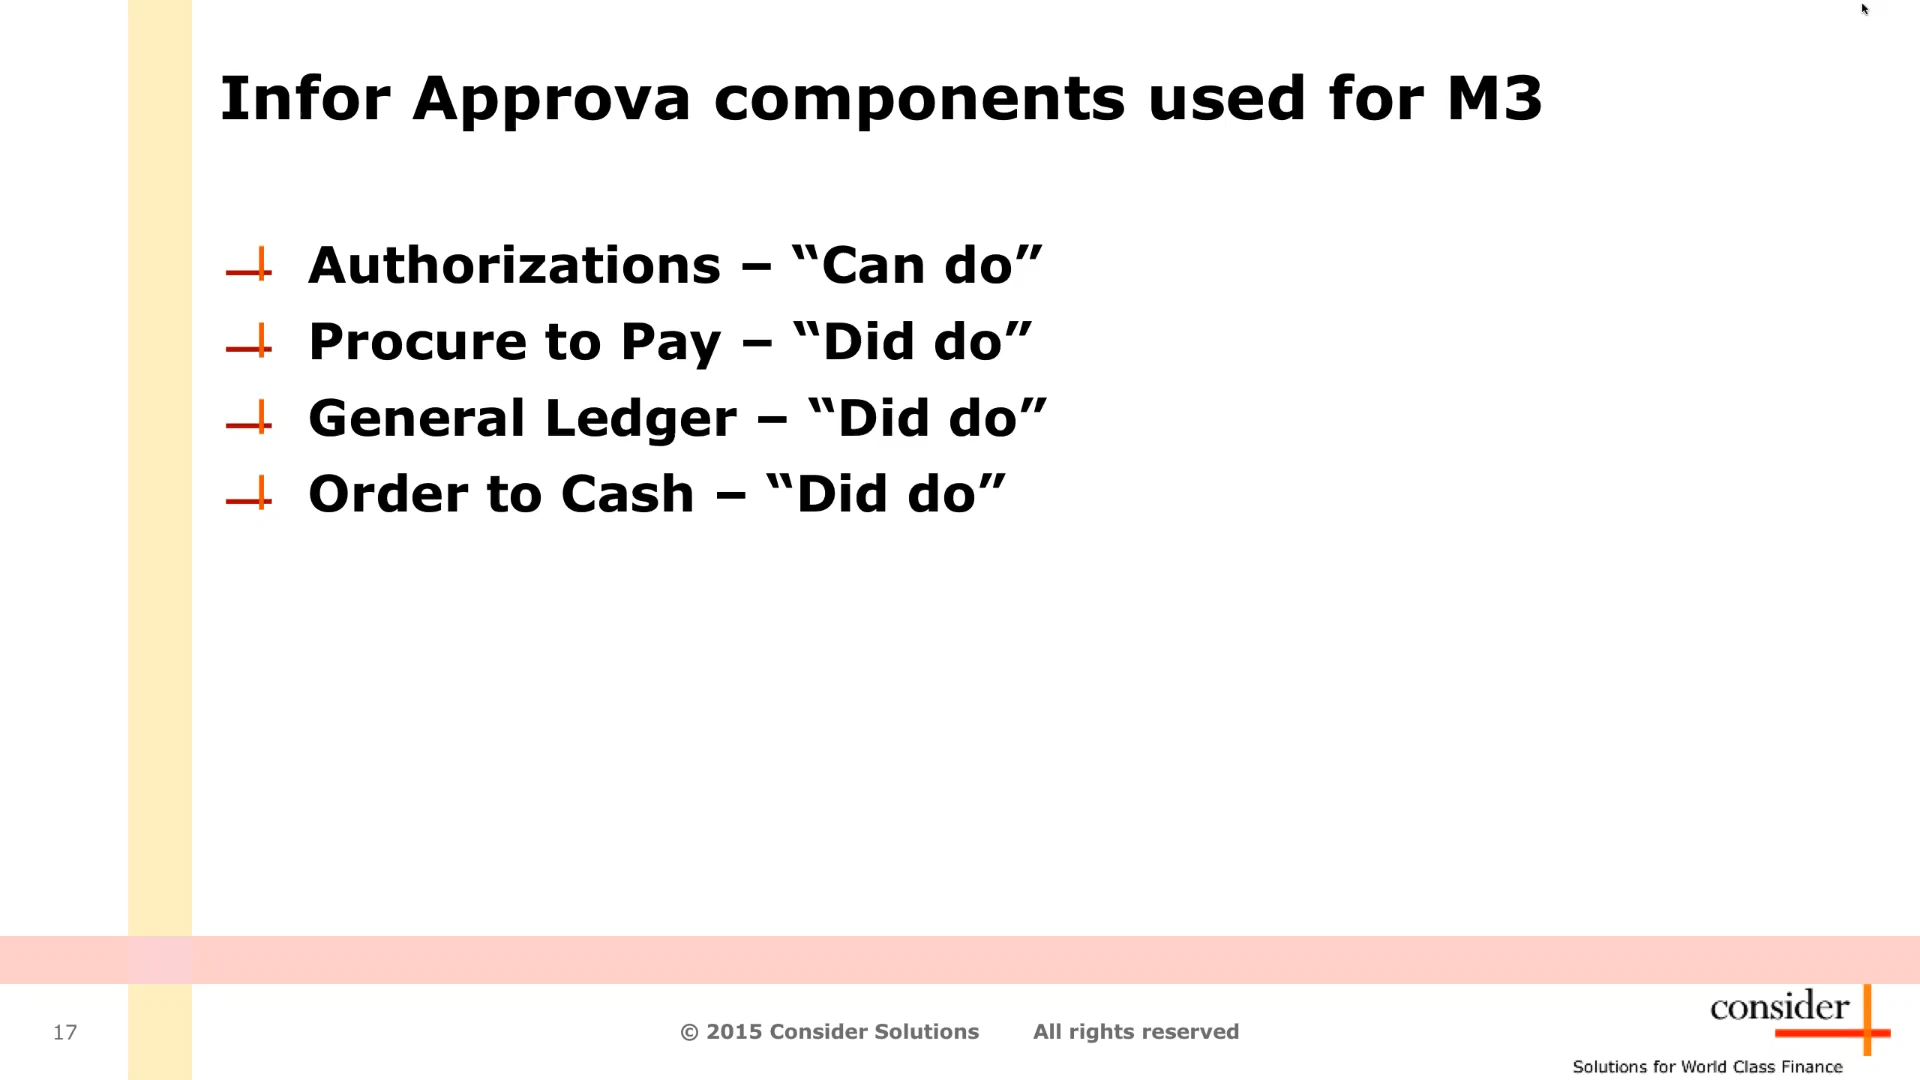 Infor Approva components used for M3
Authorizations – “Can do”
Procure to Pay – “Did do”
General Ledger – “Did do”
Order to Cash – “Did do”
17
© 2015 Consider Solutions All rights reserved
consider
Solutions for World Class Finance